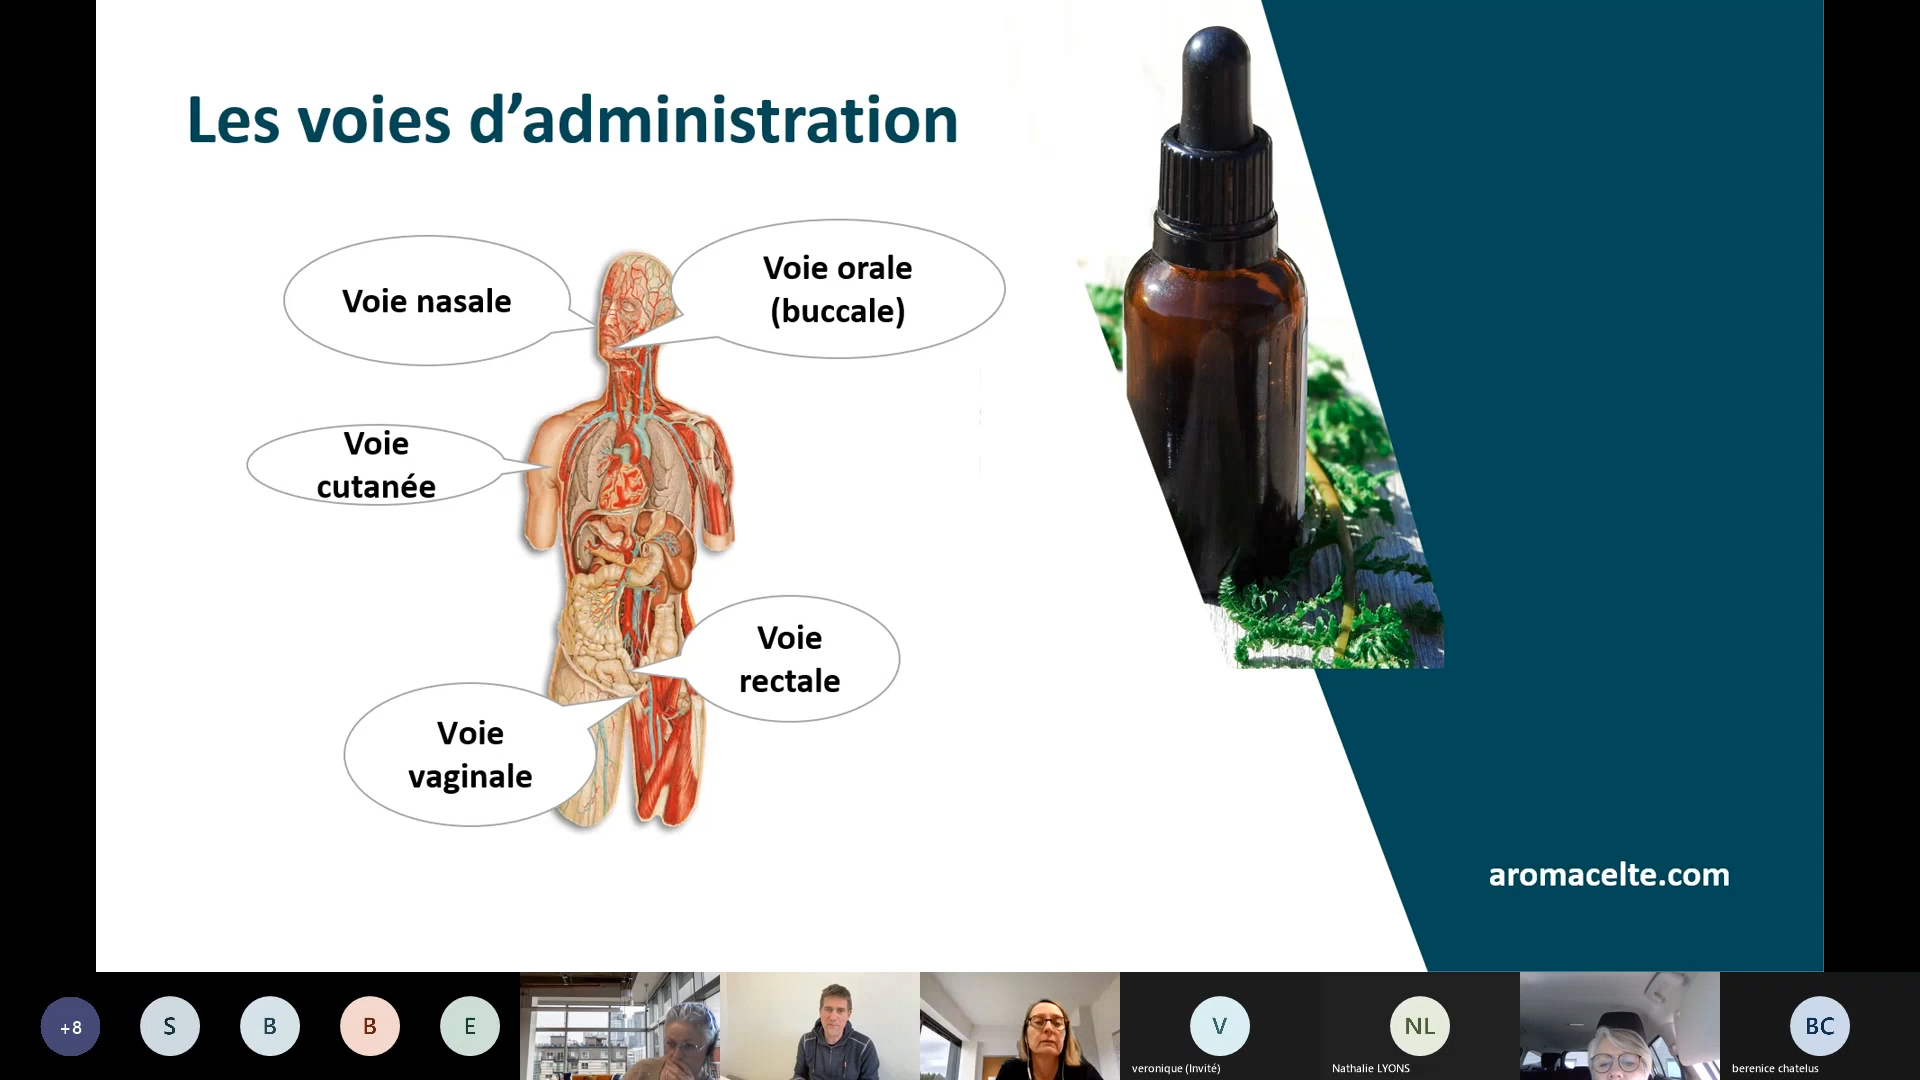 Les voies d’administration
Voie nasale
Voie orale
(buccale)
Voie
cutanée
Voie
rectale
Voie
vaginale
aromacelte.com
+8
S
B
B
E
V
veronique (Invité)
NL
Nathalie LYONS
BC
berenice chatelus